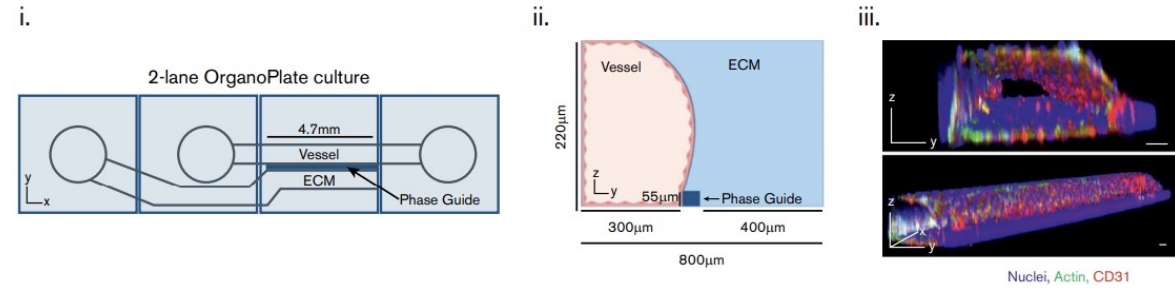 i.
2-lane OrganoPlate culture
4.7mm
Vessel
ECM
Phase Guide
y
x
ii.
Vessel
ECM
220µm
z
y
55µm
Phase Guide
300µm
400µm
800µm
iii.
z
y
z
x
y
Nuclei, Actin, CD31